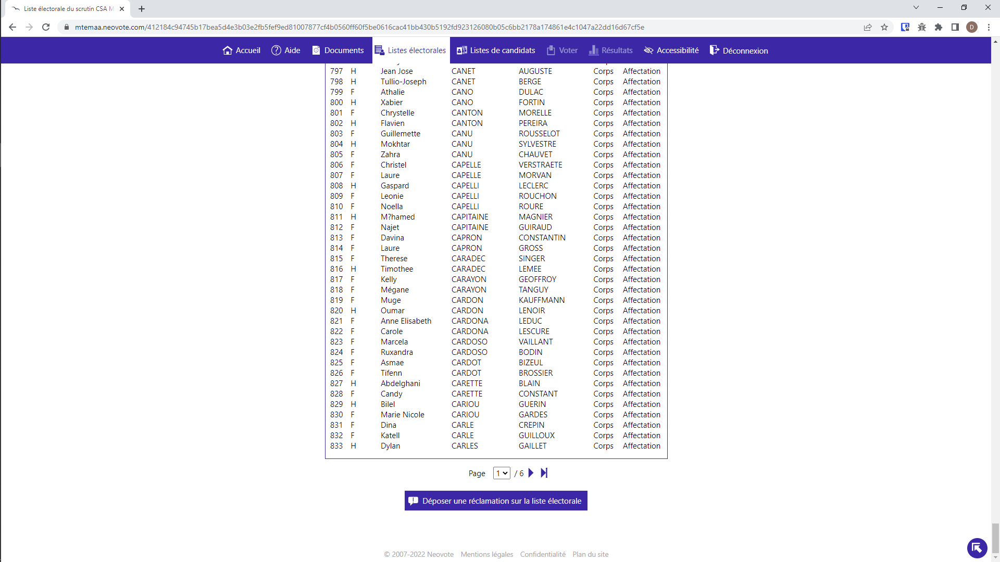 Liste électorale du scrutin CSA M
mtemaa.neovote.com/412184c94745b17bea5d4e3b03e2fb5fef9ed81007877cf4b0560ff60f5be0616cac41bb430b5192fd923126080b05c6bb2178a174861e4c1047a22dd16d67cf5e
D
Accueil Aide Documents Listes électorales Listes de candidats Voter Résultats Accessibilité Déconnexion
797 H Jean Jose CANET AUGUSTE Corps Affectation
798 H Tullio-Joseph CANET BERGE Corps Affectation
799 F Athalie CANO DULAC Corps Affectation
800 H Xabier CANO FORTIN Corps Affectation
801 F Chrystelle CANTON MORELLE Corps Affectation
802 H Flavien CANTON PEREIRA Corps Affectation
803 F Guillemette CANU ROUSSELOT Corps Affectation
804 H Mokhtar CANU SYLVESTRE Corps Affectation
805 F Zahra CANU CHAUVET Corps Affectation
806 F Christel CAPELLE VERSTRAETE Corps Affectation
807 F Laure CAPELLE MORVAN Corps Affectation
808 H Gaspard CAPELLI LECLERC Corps Affectation
809 F Leonie CAPELLI ROUCHON Corps Affectation
810 F Noella CAPELLI ROURE Corps Affectation
811 H M?hamed CAPITAINE MAGNIER Corps Affectation
812 F Najet CAPITAINE GUIRAUD Corps Affectation
813 F Davina CAPRON CONSTANTIN Corps Affectation
814 F Laure CAPRON GROSS Corps Affectation
815 F Therese CARADEC SINGER Corps Affectation
816 H Timothee CARADEC LEMEE Corps Affectation
817 F Kelly CARAYON GEOFFROY Corps Affectation
818 F Mégane CARAYON TANGUY Corps Affectation
819 F Muge CARDON KAUFFMANN Corps Affectation
820 H Oumar CARDON LENOIR Corps Affectation
821 F Anne Elisabeth CARDONA LEDUC Corps Affectation
822 F Carole CARDONA LESCURE Corps Affectation
823 F Marcela CARDOSO VAILLANT Corps Affectation
824 F Ruxandra CARDOSO BODIN Corps Affectation
825 F Asmae CARDOT BIZEUL Corps Affectation
826 F Tifenn CARDOT BROSSIER Corps Affectation
827 H Abdelghani CARETTE BLAIN Corps Affectation
828 F Candy CARETTE CONSTANT Corps Affectation
829 H Bilel CARIOU GUERIN Corps Affectation
830 F Marie Nicole CARIOU GARDES Corps Affectation
831 F Dina CARLE CREPIN Corps Affectation
832 F Katell CARLE GUILLOUX Corps Affectation
833 H Dylan CARLES GAILLET Corps Affectation
Page 1 / 6
Déposer une réclamation sur la liste électorale
© 2007-2022 Neovote Mentions légales Confidentialité Plan du site